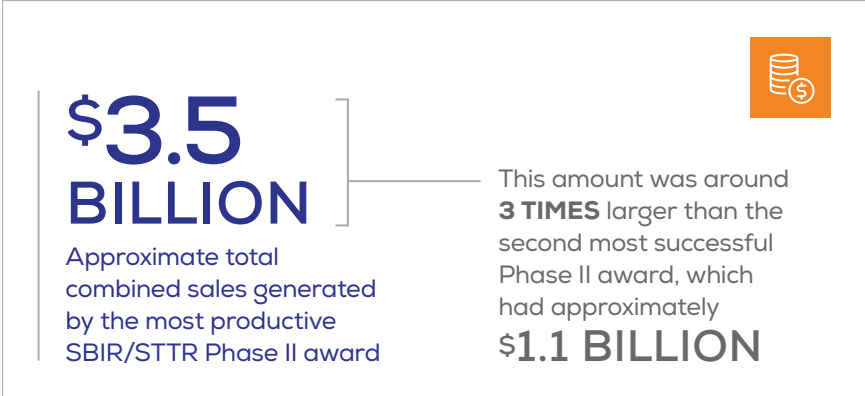 $3.5
BILLION
Approximate total
combined sales generated
by the most productive
SBIR/STTR Phase II award
This amount was around
3 TIMES larger than the
second most successful
Phase II award, which
had approximately
$1.1 BILLION